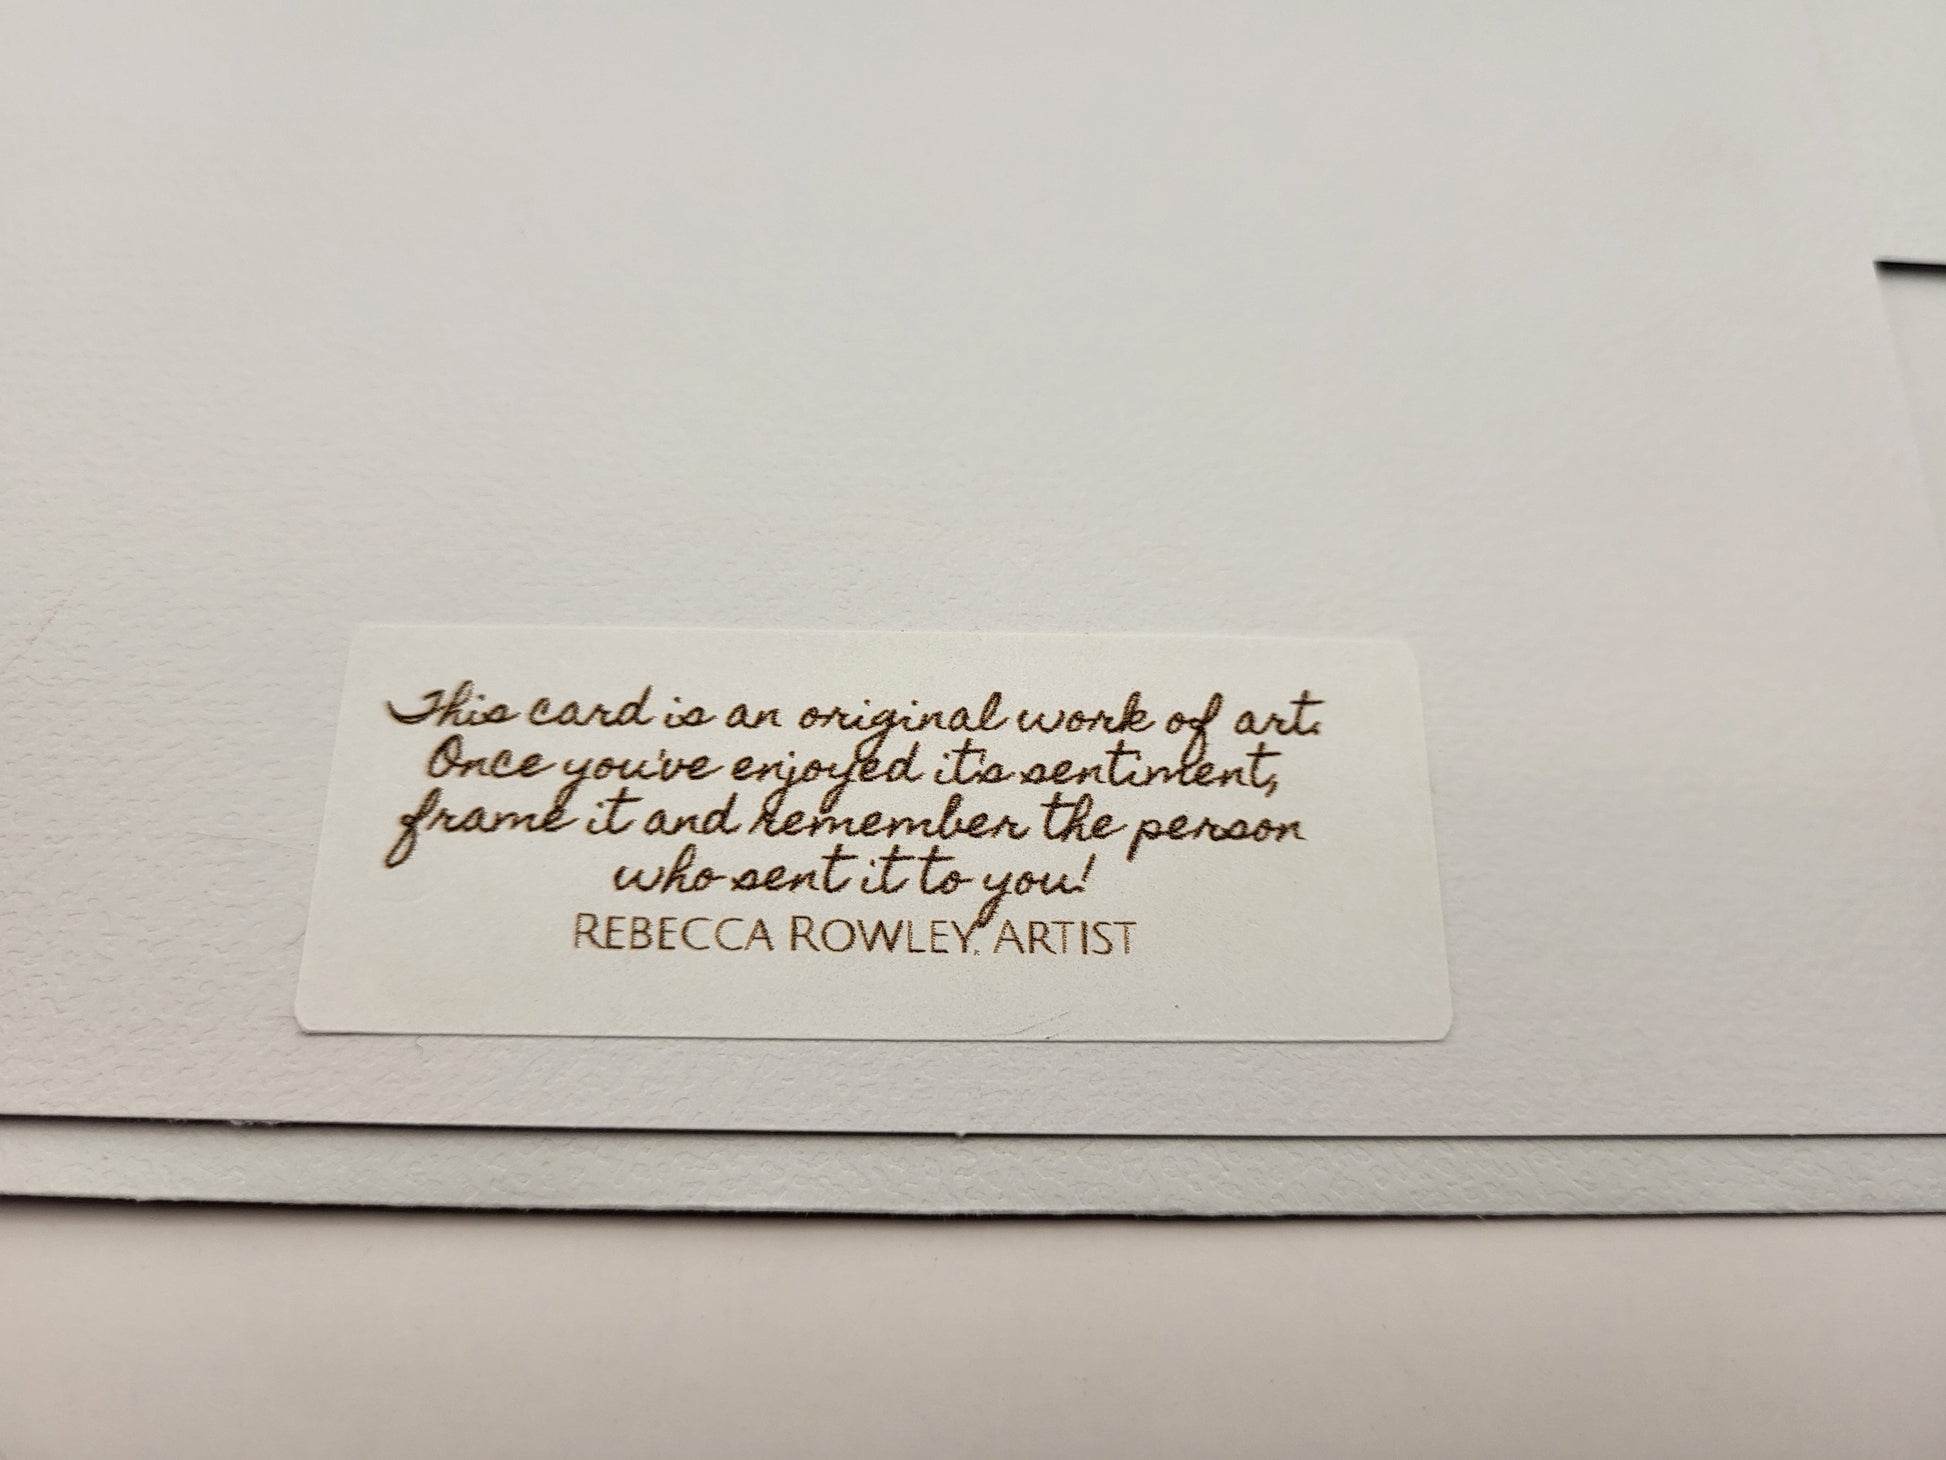 This card is an original work of art.
Once you've enjoyed it's sentiment,
frame it and remember the person
who sent it to you!
REBECCA ROWLEY, ARTIST